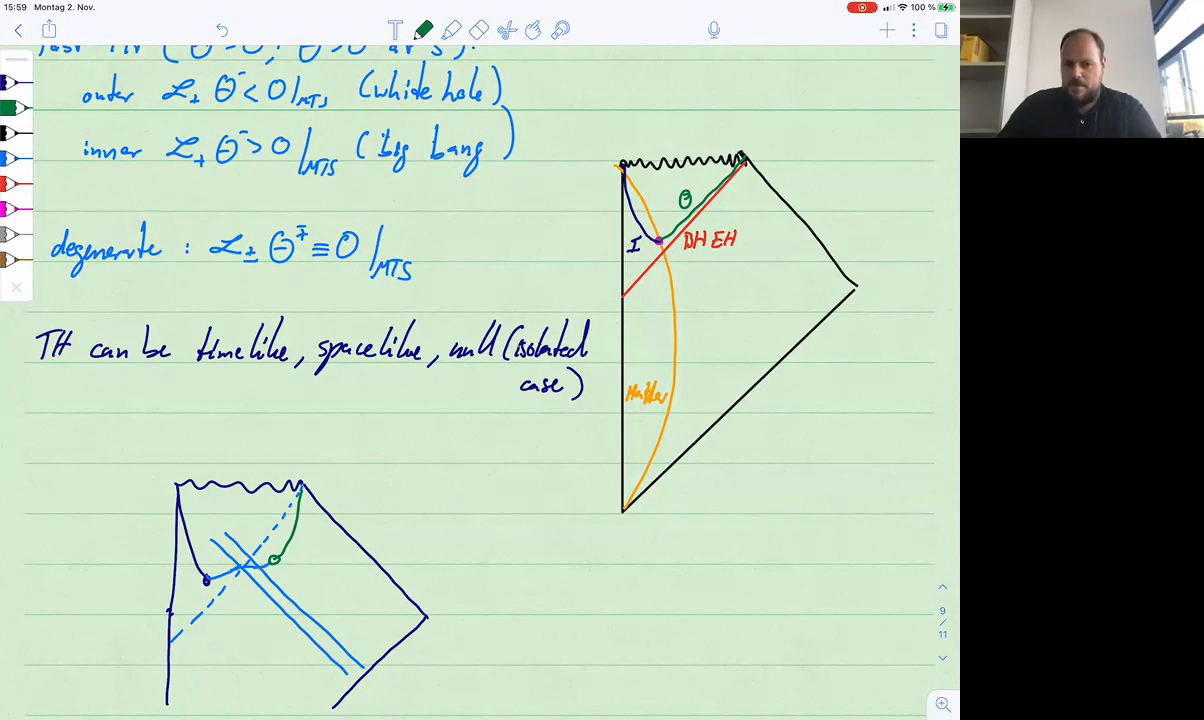 15:59 Montag 2. Nov.
100 %
outer ℒ± Θ⁻ < 0 |MTS (white hole)
inner ℒ+ Θ⁻ > 0 |MTS (big bang)
degenerate : ℒ± Θ∓ ≡ 0 |MTS
TH can be timelike, spacelike, null (isolated
case)
Θ
I
DH EH
Matter
9
/
11